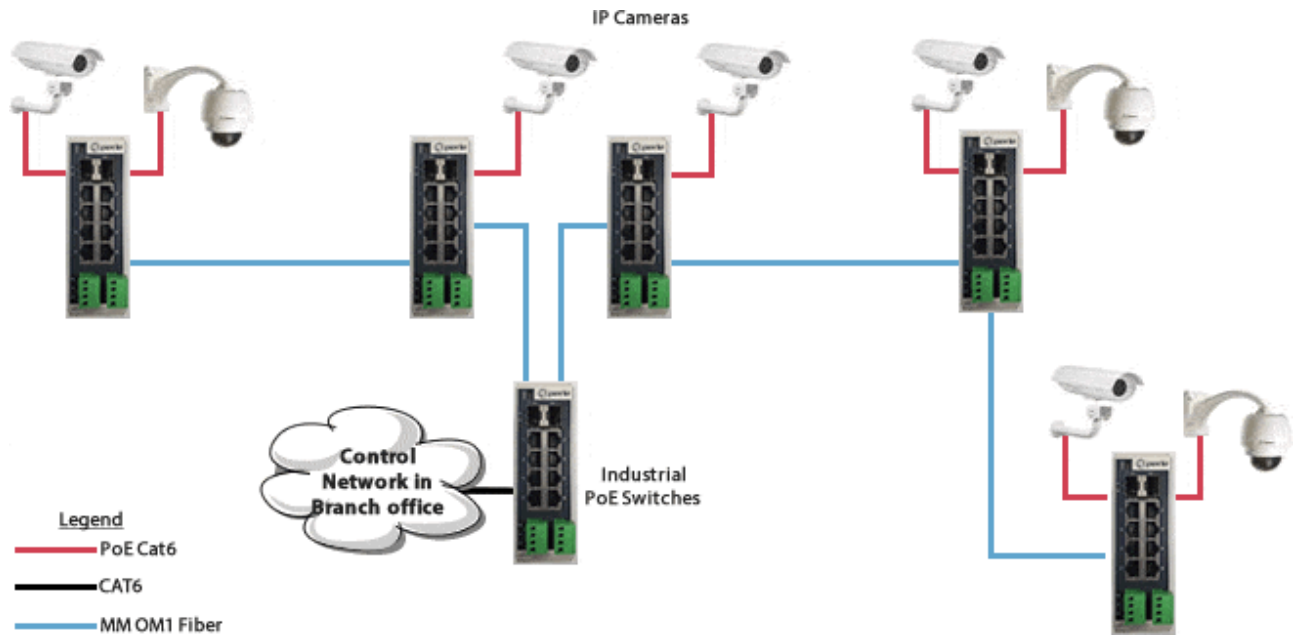 IP Cameras
Control
Network in
Branch office
Industrial
PoE Switches
Legend
PoE Cat6
CAT6
MM OM1 Fiber